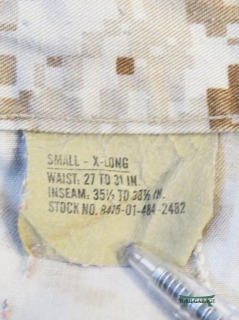 SMALL - X-LONG
WAIST: 27 TO 31 IN.
INSEAM: 35½ TO 38½ IN.
STOCK NO. 8415-01-484-2482